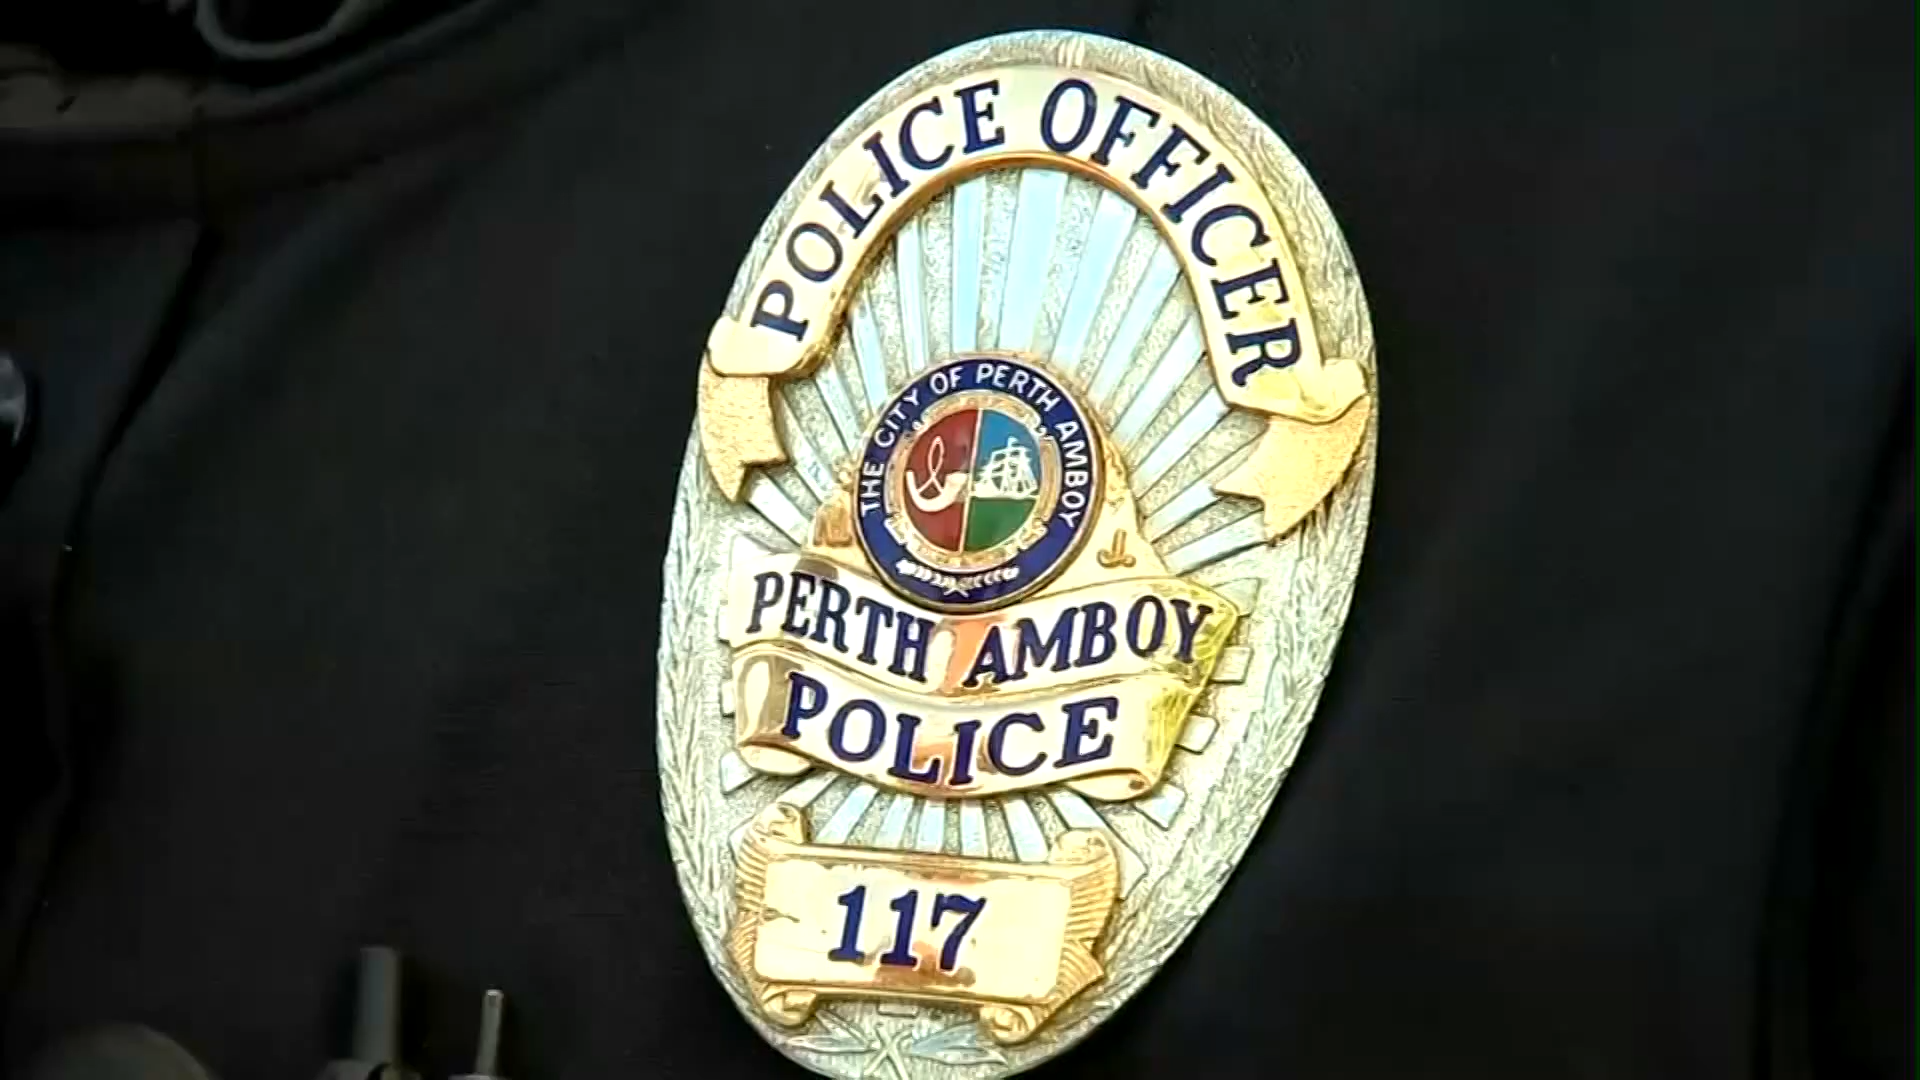 POLICE OFFICER
THE CITY OF PERTH AMBOY
PERTH AMBOY
POLICE
117